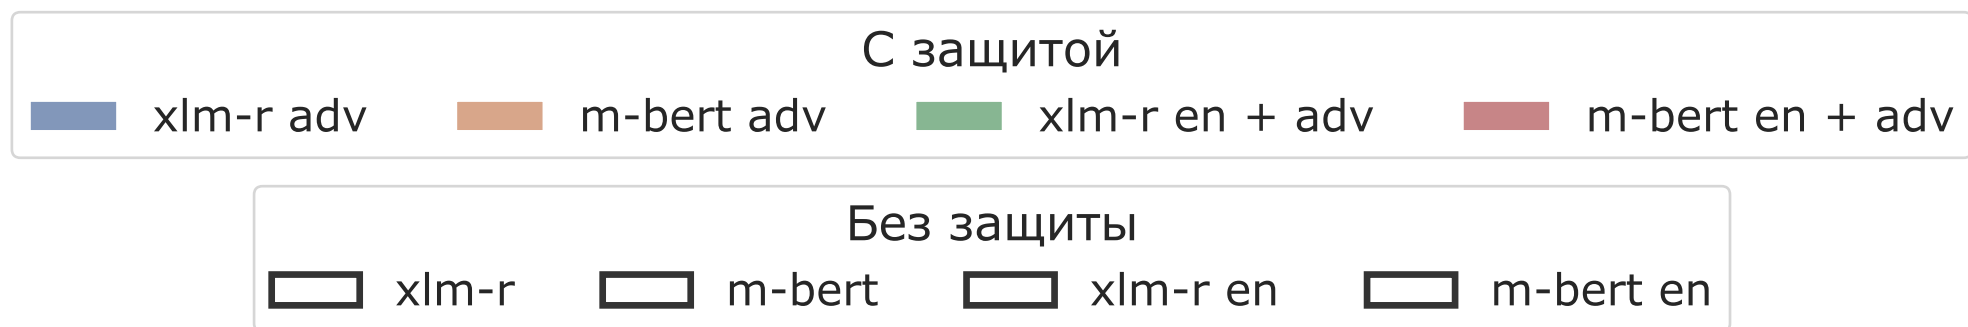 С защитой
xlm-r adv m-bert adv xlm-r en + adv m-bert en + adv
Без защиты
xlm-r m-bert xlm-r en m-bert en